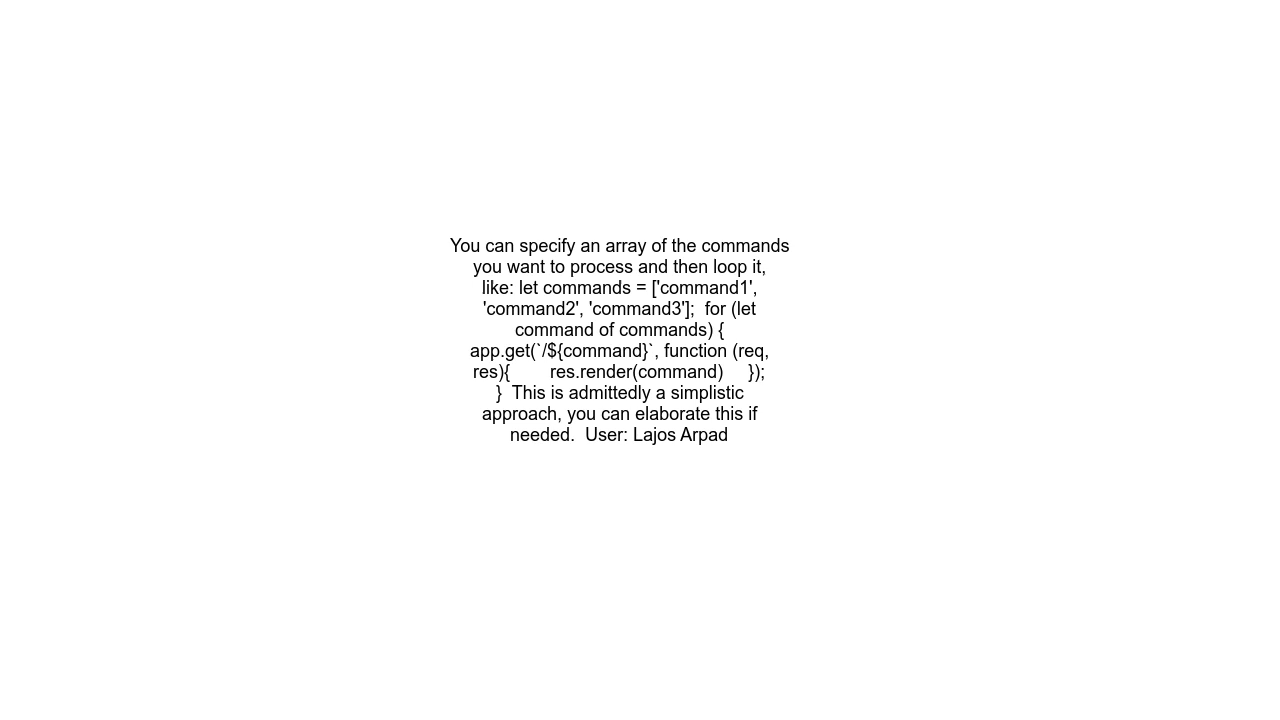 You can specify an array of the commands
you want to process and then loop it,
like: let commands = ['command1',
'command2', 'command3'];  for (let
command of commands) {
app.get(`/${command}`, function (req,
res){        res.render(command)     });
}  This is admittedly a simplistic
approach, you can elaborate this if
needed.  User: Lajos Arpad